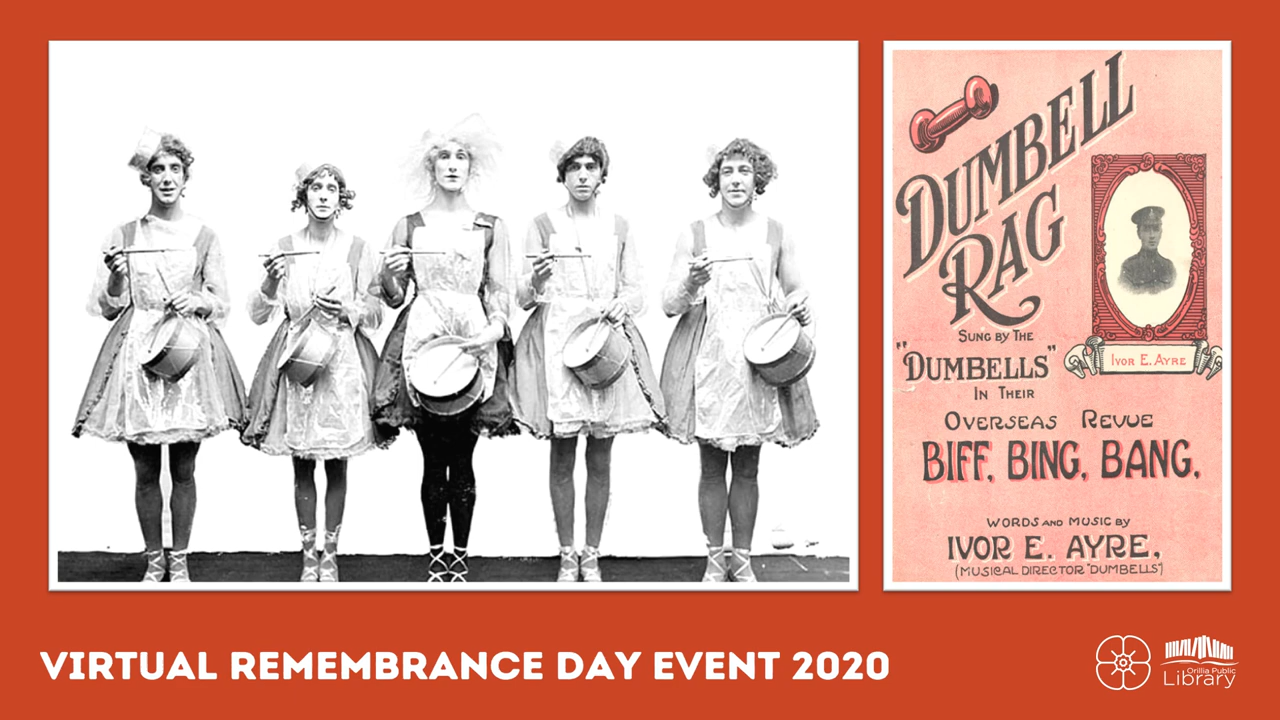 DUMBELL
RAG
SUNG BY THE
"DUMBELLS"
IN THEIR
OVERSEAS REVUE
BIFF, BING, BANG.
WORDS AND MUSIC BY
IVOR E. AYRE,
(MUSICAL DIRECTOR "DUMBELLS")
IVOR E. AYRE
VIRTUAL REMEMBRANCE DAY EVENT 2020
Orillia Public
Library